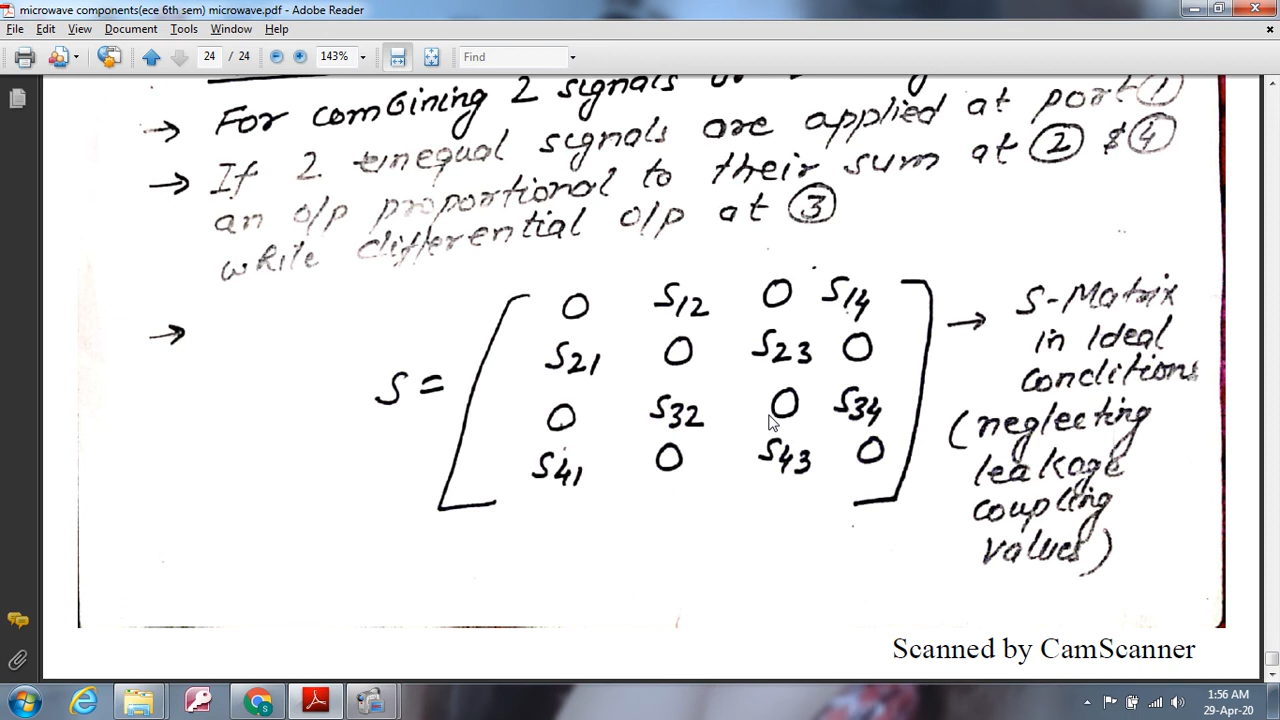 microwave components(ece 6th sem) microwave.pdf - Adobe Reader
File Edit View Document Tools Window Help
24 / 24 143% Find
→ For combining 2 signals
→ If 2 unequal signals are applied at port ①
an o/p proportional to their sum at ② & ④
while differential o/p at ③
→ S = [ 0 S12 0 S14
S21 0 S23 0
0 S32 0 S34
S41 0 S43 0 ]
→ S-Matrix
in Ideal
conditions
(neglecting
leakage
coupling
values)
Scanned by CamScanner
1:56 AM
29-Apr-20